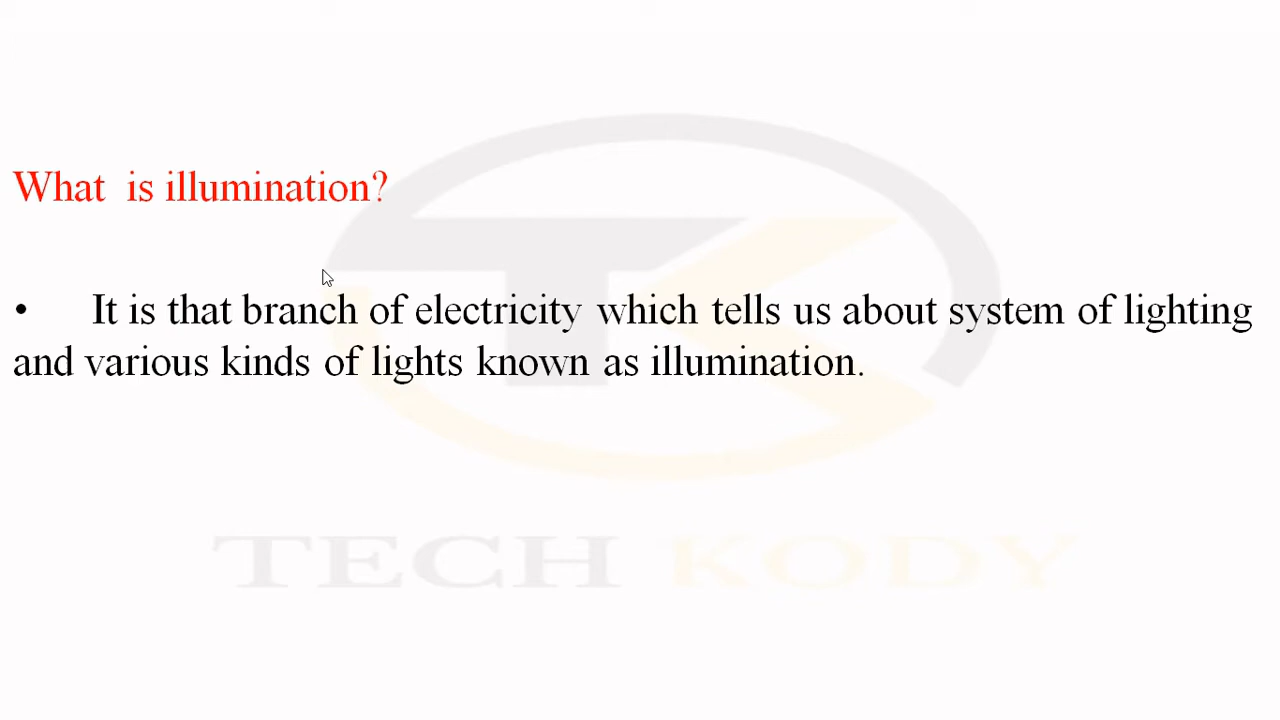 What is illumination?
• It is that branch of electricity which tells us about system of lighting
and various kinds of lights known as illumination.
TECH KODY